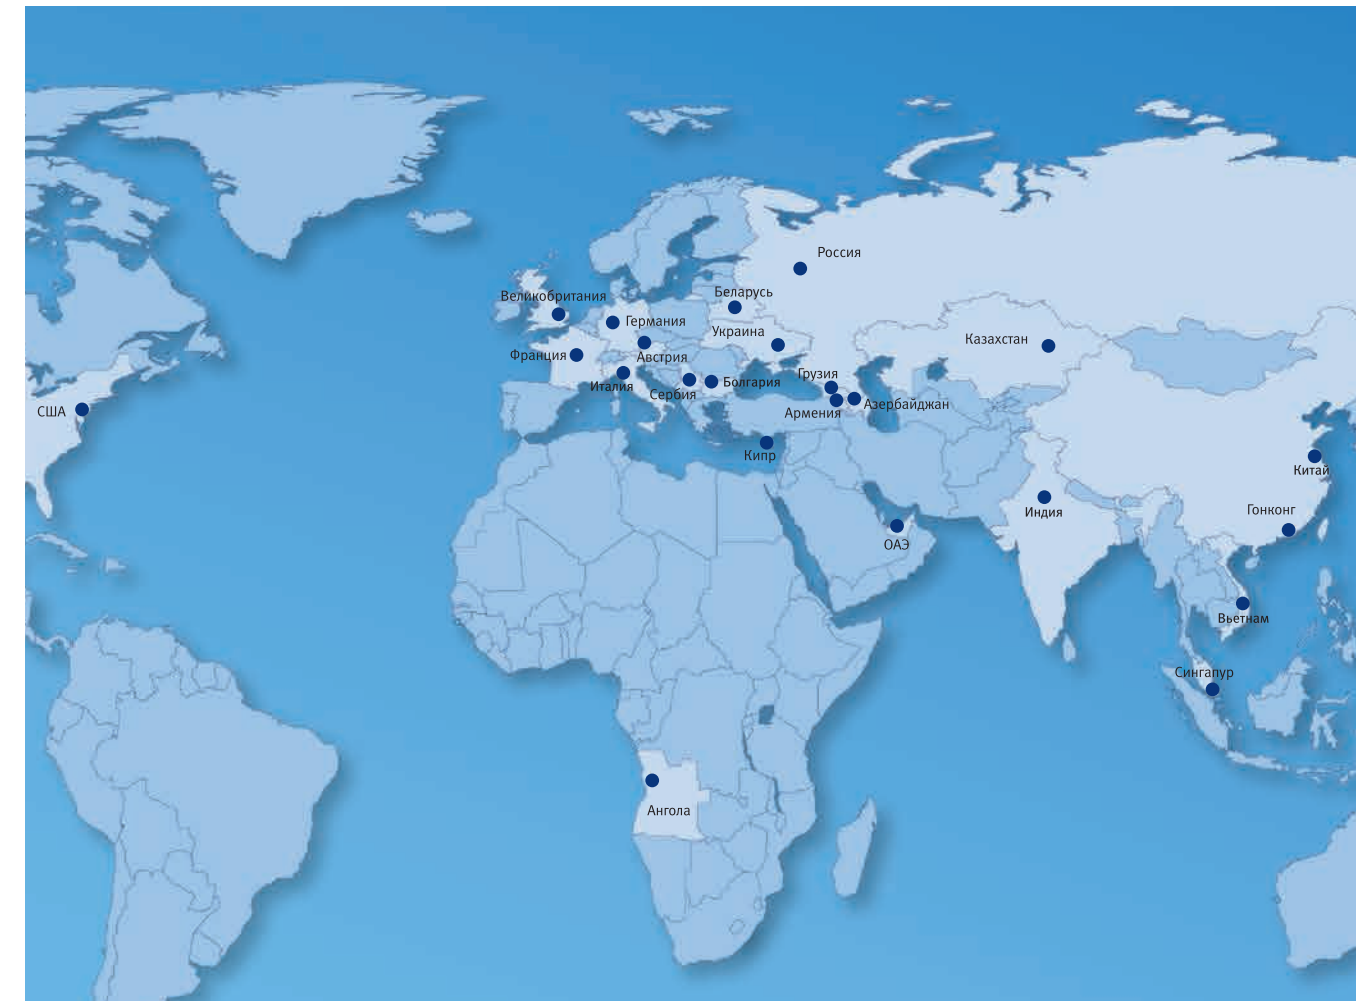 Россия
Беларусь
Великобритания
Германия
Украина
Казахстан
Франция
Австрия
Грузия
Италия
Болгария
Сербия
Азербайджан
США
Армения
Кипр
Китай
Индия
Гонконг
ОАЭ
Вьетнам
Сингапур
Ангола